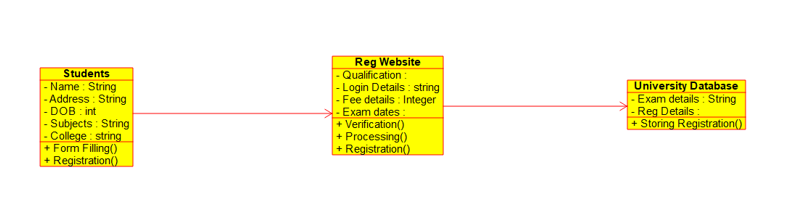 Students
- Name : String
- Address : String
- DOB : int
- Subjects : String
- College : string
+ Form Filling()
+ Registration()
Reg Website
- Qualification :
- Login Details : string
- Fee details : Integer
- Exam dates :
+ Verification()
+ Processing()
+ Registration()
University Database
- Exam details : String
- Reg Details :
+ Storing Registration()